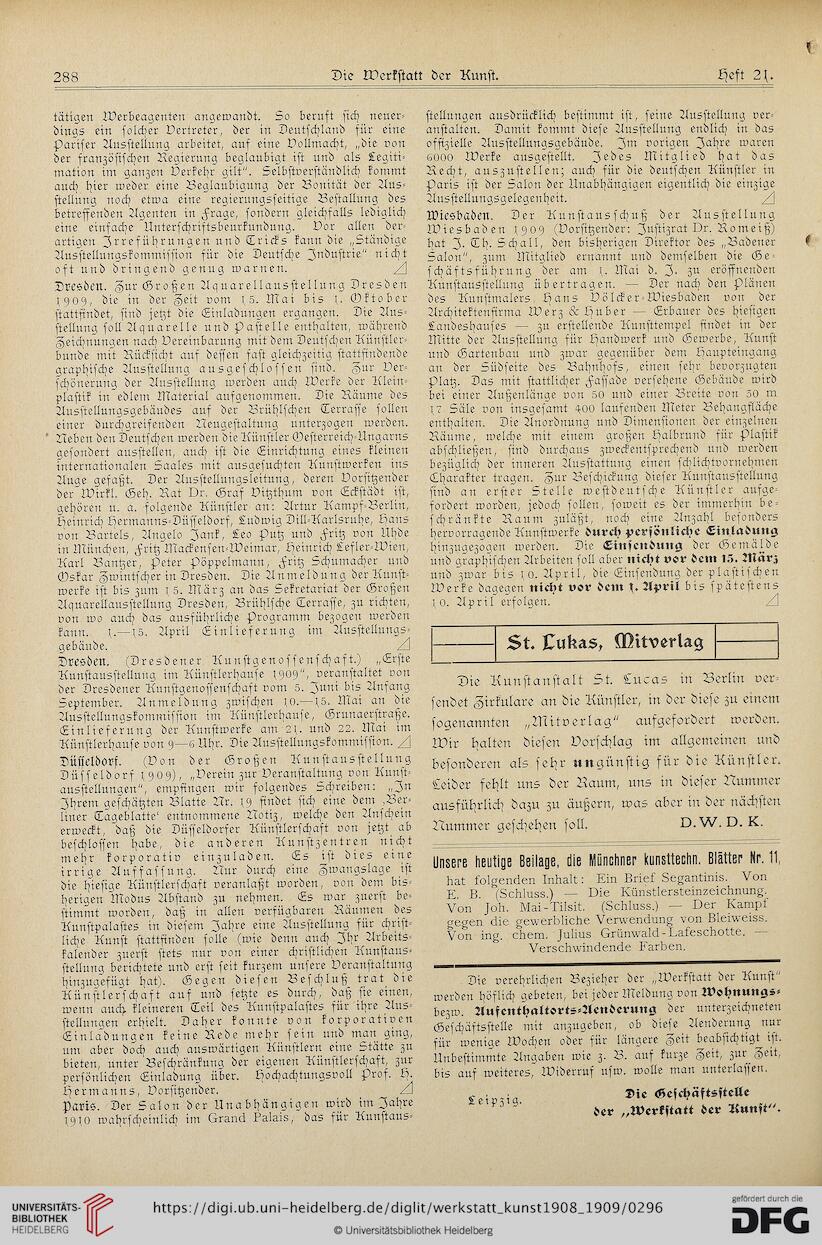 288
Die Werkstatt der Kunst.
Heft 21.
tätigen Werbeagenten angewandt. So beruft sich neuer-
dings ein solcher Vertreter, der in Deutschland für eine
Pariser Ausstellung arbeitet, auf eine Vollmacht, „die von
der französischen Regierung beglaubigt ist und als Legiti-
mation im ganzen Verkehr gilt“. Selbstverständlich kommt
auch hier weder eine Beglaubigung der Bonität der Aus-
stellung noch etwa eine regierungsseitige Bestallung des
betreffenden Agenten in Frage, sondern gleichfalls lediglich
eine einfache Unterschriftsbeurkundung. Vor allen der-
artigen Irreführungen und Tricks kann die „Ständige
Ausstellungskommission für die Deutsche Industrie“ nicht
oft und dringend genug warnen.
Dresden. Zur Großen Aquarellausstellung Dresden
1909, die in der Zeit vom 15. Mai bis 1. Oktober
stattfindet, sind jetzt die Einladungen ergangen. Die Aus-
stellung soll Aquarelle und Pastelle enthalten, während
Zeichnungen nach Vereinbarung mit dem Deutschen Künstler-
bunde mit Rücksicht auf dessen fast gleichzeitig stattfindende
graphische Ausstellung ausgeschlossen sind. Zur Ver-
schönerung der Ausstellung werden auch Werke der Klein-
plastik in edlem Material aufgenommen. Die Räume des
Ausstellungsgebäudes auf der Brühlschen Terrasse sollen
einer durchgreifenden Neugestaltung unterzogen werden.
Neben den Deutschen werden die Künstler Oesterreich-Ungarns
gesondert ausstellen, auch ist die Einrichtung eines kleinen
internationalen Saales mit ausgesuchten Kunstwerken ins
Auge gefaßt. Der Ausstellungsleitung, deren Vorsitzender
der Wirkl. Geh. Rat Dr. Graf Vitzthum von Eckstädt ist,
gehören u. a. folgende Künstler an: Artur Kampf-Berlin,
Heinrich Hermanns-Düsseldorf, Ludwig Dill-Karlsruhe, Hans
von Bartels, Angelo Jank, Leo Putz und Fritz von Uhde
in München, Fritz Mackensen-Weimar, Heinrich Lefler-Wien,
Karl Bantzer, Peter Pöppelmann, Fritz Schumacher und
Oskar Zwintscher in Dresden. Die Anmeldung der Kunst-
werke ist bis zum 15. März an das Sekretariat der Großen
Aquarellausstellung Dresden, Brühlsche Terrasse, zu richten,
von wo auch das ausführliche Programm bezogen werden
kann. 1.—15. April Einlieferung im Ausstellungs-
gebäude.
Dresden. (Dresdener Kunstgenossenschaft.) „Erste
Kunstausstellung im Künstlerhause 1909“, veranstaltet von
der Dresdener Kunstgenossenschaft vom 5. Juni bis Anfang
September. Anmeldung zwischen 10.—15. Mai an die
Ausstellungskommission im Künstlerhause, Grunaerstraße.
Einlieferung der Kunstwerke am 21. und 22. Mai im
Künstlerhause von 9—6 Uhr. Die Ausstellungskommission.
Düsseldorf. (Von der Großen Kunstausstellung
Düsseldorf 1909), „Verein zur Veranstaltung von Kunst-
ausstellungen“, empfingen wir folgendes Schreiben: „In
Ihrem geschätzten Blatte Nr. 19 findet sich eine dem ‚Ber-
liner Tageblatte‘ entnommene Notiz, welche den Anschein
erweckt, daß die Düsseldorfer Künstlerschaft von jetzt ab
beschlossen habe, die anderen Kunstzentren nicht
mehr korporativ einzuladen. Es ist dies eine
irrige Auffassung. Nur durch eine Zwangslage ist
die hiesige Künstlerschaft veranlaßt worden, von dem bis-
herigen Modus Abstand zu nehmen. Es war zuerst be-
stimmt worden, daß in allen verfügbaren Räumen des
Kunstpalastes in diesem Jahre eine Ausstellung für christ-
liche Kunst stattfinden solle (wie denn auch Ihr Arbeits-
kalender zuerst stets nur von einer christlichen Kunstaus-
stellung berichtete und erst seit kurzem unsere Veranstaltung
hinzugefügt hat). Gegen diesen Beschluß trat die
Künstlerschaft auf und setzte es durch, daß sie einen,
wenn auch kleineren Teil des Kunstpalastes für ihre Aus-
stellungen erhielt. Daher konnte von korporativen
Einladungen keine Rede mehr sein und man ging,
um aber doch auch auswärtigen Künstlern eine Stätte zu
bieten, unter Beschränkung der eigenen Künstlerschaft, zur
persönlichen Einladung über. Hochachtungsvoll Prof. H.
Hermanns, Vorsitzender.
Paris. Der Salon der Unabhängigen wird im Jahre
1910 wahrscheinlich im Grand Palais, das für Kunstaus-
stellungen ausdrücklich bestimmt ist, seine Ausstellung ver-
anstalten. Damit kommt diese Ausstellung endlich in das
offizielle Ausstellungsgebäude. Im vorigen Jahre waren
6000 Werke ausgestellt. Jedes Mitglied hat das
Recht, auszustellen; auch für die deutschen Künstler in
Paris ist der Salon der Unabhängigen eigentlich die einzige
Ausstellungsgelegenheit.
Wiesbaden. Der Kunstausschuß der Ausstellung
Wiesbaden 1909 (Vorsitzender: Justizrat Dr. Romeiß)
hat J. Th. Schall, den bisherigen Direktor des „Badener
Salon“, zum Mitglied ernannt und demselben die Ge-
schäftsführung der am 1. Mai d. J. zu eröffnenden
Kunstausstellung übertragen. — Der nach den Plänen
des Kunstmalers Hans Völcker-Wiesbaden von der
Architektenfirma Werz & Huber — Erbauer des hiesigen
Landeshauses — zu erstellende Kunsttempel findet in der
Mitte der Ausstellung für Handwerk und Gewerbe, Kunst
und Gartenbau und zwar gegenüber dem Haupteingang
an der Südseite des Bahnhofs, einen sehr bevorzugten
Platz. Das mit stattlicher Fassade versehene Gebäude wird
bei einer Außenlänge von 50 und einer Breite von 30 m
17 Säle von insgesamt 400 laufenden Meter Behangfläche
enthalten. Die Anordnung und Dimensionen der einzelnen
Räume, welche mit einem großen Halbrund für Plastik
abschließen, sind durchaus zweckentsprechend und werden
bezüglich der inneren Ausstattung einen schlichtvornehmen
Charakter tragen. Zur Beschickung dieser Kunstausstellung
sind an erster Stelle westdeutsche Künstler aufge-
fordert worden, jedoch sollen, soweit es der immerhin be-
schränkte Raum zuläßt, noch eine Anzahl besonders
hervorragende Kunstwerke durch persönliche Einladung
hinzugezogen werden. Die Einsendung der Gemälde
und graphischen Arbeiten soll aber nicht vor dem 15. März
und zwar bis 10. April, die Einsendung der plastischen
Werke dagegen nicht vor dem 1. April bis spätestens
10. April erfolgen.
St. Lukas, Mitverlag
Die Kunstanstalt St. Lucas in Berlin ver-
sendet Zirkulare an die Künstler, in der diese zu einem
sogenannten „Mitverlag“ aufgefordert werden.
Wir halten diesen Vorschlag im allgemeinen und
besonderen als sehr ungünstig für die Künstler.
Leider fehlt uns der Raum, uns in dieser Nummer
ausführlich dazu zu äußern, was aber in der nächsten
Nummer geschehen soll. D. W. D. K.
Unsere heutige Beilage, die Münchner kunsttechn. Blätter Nr. 11,
hat folgenden Inhalt: Ein Brief Segantinis. Von
E. B. (Schluss.) — Die Künstlersteinzeichnung.
Von Joh. Mai-Tilsit. (Schluss.) — Der Kampf
gegen die gewerbliche Verwendung von Bleiweiss.
Von ing. chem. Julius Grünwald-Lafeschotte. —
Verschwindende Farben.
Die verehrlichen Bezieher der „Werkstatt der Kunst“
werden höflich gebeten, bei jeder Meldung von Wohnungs-
bezw. Aufenthaltorts-Aenderung der unterzeichneten
Geschäftsstelle mit anzugeben, ob diese Aenderung nur
für wenige Wochen oder für längere Zeit beabsichtigt ist.
Unbestimmte Angaben wie z. B. auf kurze Zeit, zur Zeit,
bis auf weiteres, Widerruf usw. wolle man unterlassen.
Leipzig.
Die Geschäftsstelle
der „Werkstatt der Kunst“.
UNIVERSITÄTS-
BIBLIOTHEK
HEIDELBERG
https://digi.ub.uni-heidelberg.de/diglit/werkstatt_kunst1908_1909/0296
© Universitätsbibliothek Heidelberg
gefördert durch die
DFG